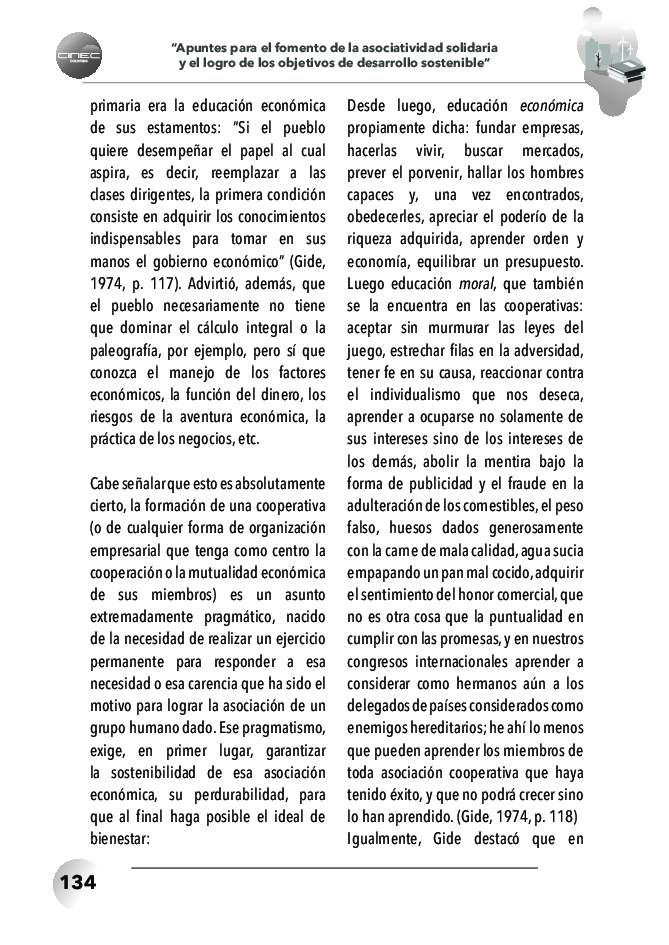 CINEC
“Apuntes para el fomento de la asociatividad solidaria
y el logro de los objetivos de desarrollo sostenible”
primaria era la educación económica
de sus estamentos: “Si el pueblo
quiere desempeñar el papel al cual
aspira, es decir, reemplazar a las
clases dirigentes, la primera condición
consiste en adquirir los conocimientos
indispensables para tomar en sus
manos el gobierno económico” (Gide,
1974, p. 117). Advirtió, además, que
el pueblo necesariamente no tiene
que dominar el cálculo integral o la
paleografía, por ejemplo, pero sí que
conozca el manejo de los factores
económicos, la función del dinero, los
riesgos de la aventura económica, la
práctica de los negocios, etc.
Cabe señalar que esto es absolutamente
cierto, la formación de una cooperativa
(o de cualquier forma de organización
empresarial que tenga como centro la
cooperación o la mutualidad económica
de sus miembros) es un asunto
extremadamente pragmático, nacido
de la necesidad de realizar un ejercicio
permanente para responder a esa
necesidad o esa carencia que ha sido el
motivo para lograr la asociación de un
grupo humano dado. Ese pragmatismo,
exige, en primer lugar, garantizar
la sostenibilidad de esa asociación
económica, su perdurabilidad, para
que al final haga posible el ideal de
bienestar:
Desde luego, educación económica
propiamente dicha: fundar empresas,
hacerlas vivir, buscar mercados,
prever el porvenir, hallar los hombres
capaces y, una vez encontrados,
obedecerles, apreciar el poderío de la
riqueza adquirida, aprender orden y
economía, equilibrar un presupuesto.
Luego educación moral, que también
se la encuentra en las cooperativas:
aceptar sin murmurar las leyes del
juego, estrechar filas en la adversidad,
tener fe en su causa, reaccionar contra
el individualismo que nos deseca,
aprender a ocuparse no solamente de
sus intereses sino de los intereses de
los demás, abolir la mentira bajo la
forma de publicidad y el fraude en la
adulteración de los comestibles, el peso
falso, huesos dados generosamente
con la carne de mala calidad, agua sucia
empapando un pan mal cocido, adquirir
el sentimiento del honor comercial, que
no es otra cosa que la puntualidad en
cumplir con las promesas, y en nuestros
congresos internacionales aprender a
considerar como hermanos aún a los
delegados de países considerados como
enemigos hereditarios; he ahí lo menos
que pueden aprender los miembros de
toda asociación cooperativa que haya
tenido éxito, y que no podrá crecer sino
lo han aprendido. (Gide, 1974, p. 118)
Igualmente, Gide destacó que en
134